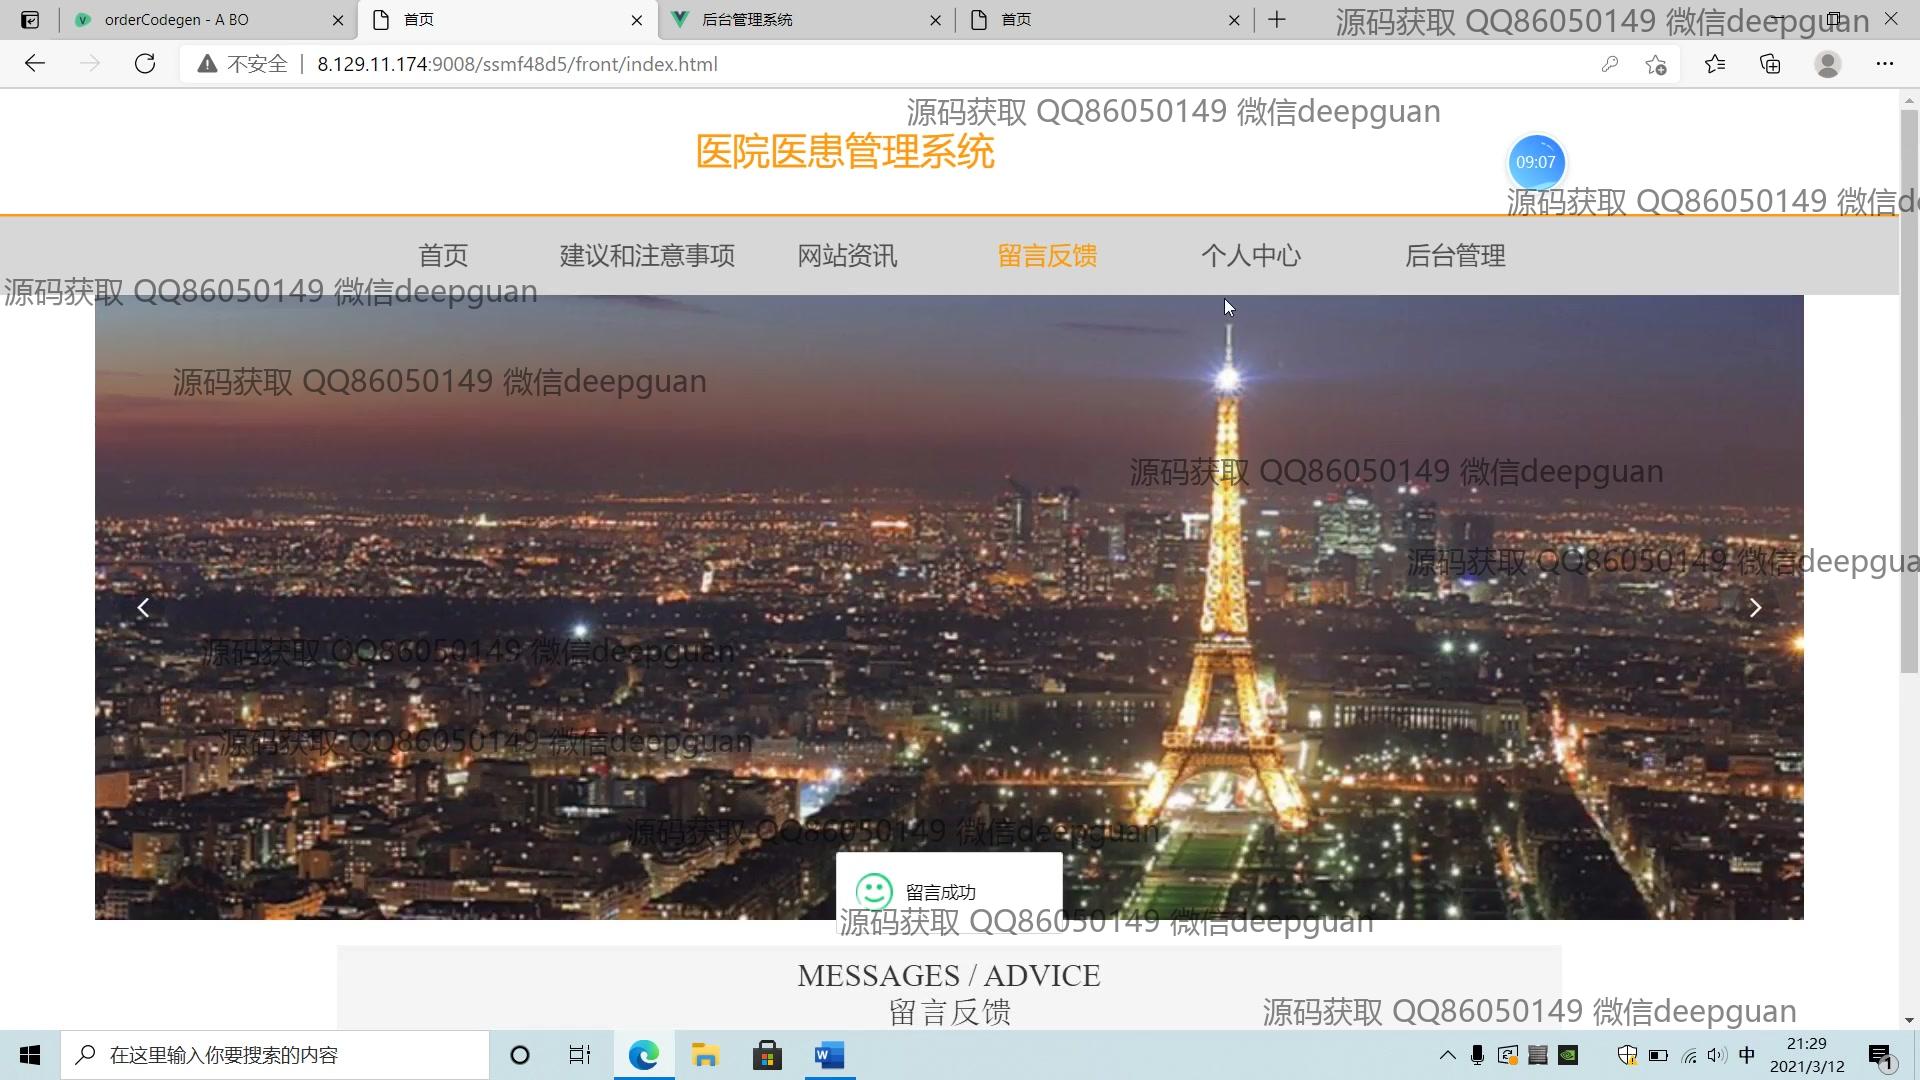 orderCodegen - A BO
首页
后台管理系统
首页
源码获取 QQ86050149 微信deepguan
不安全
8.129.11.174:9008/ssmf48d5/front/index.html
源码获取 QQ86050149 微信deepguan
医院医患管理系统
09:07
源码获取 QQ86050149 微信d
首页
建议和注意事项
网站资讯
留言反馈
个人中心
后台管理
源码获取 QQ86050149 微信deepguan
源码获取 QQ86050149 微信deepguan
源码获取 QQ86050149 微信deepguan
源码获取 QQ86050149 微信deepgua
源码获取 QQ86050149 微信deepguan
源码获取 QQ86050149 微信deepguan
源码获取 QQ86050149 微信deepguan
留言成功
源码获取 QQ86050149 微信deepguan
MESSAGES / ADVICE
留言反馈
源码获取 QQ86050149 微信deepguan
在这里输入你要搜索的内容
中
21:29
2021/3/12
1